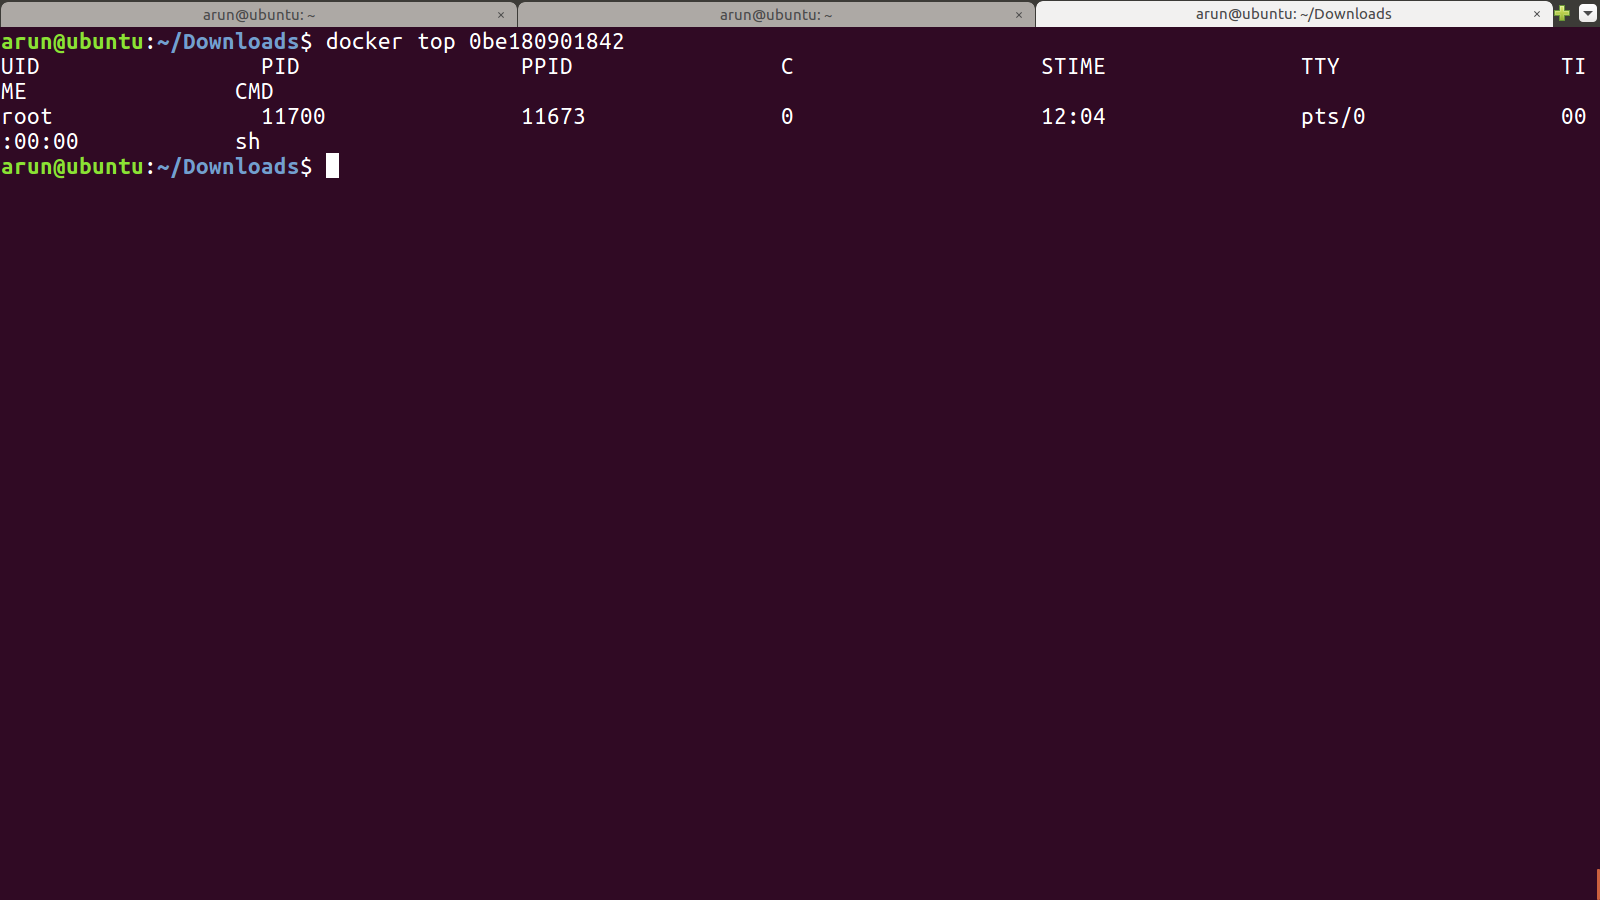 arun@ubuntu: ~ × arun@ubuntu: ~ × arun@ubuntu: ~/Downloads ×
arun@ubuntu:~/Downloads$ docker top 0be180901842
UID PID PPID C STIME TTY TI
ME CMD
root 11700 11673 0 12:04 pts/0 00
:00:00 sh
arun@ubuntu:~/Downloads$